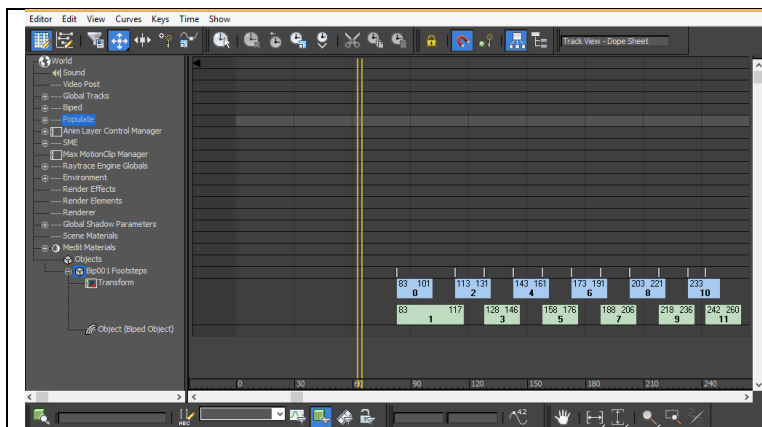 Editor Edit View Curves Keys Time Show
Track View - Dope Sheet
World
Sound
Video Post
Global Tracks
Biped
Populate
Anim Layer Control Manager
SME
Max MotionClip Manager
Raytrace Engine Globals
Environment
Render Effects
Render Elements
Renderer
Global Shadow Parameters
Scene Materials
Medit Materials
Objects
Bip001 Footsteps
Transform
Object (Biped Object)
83 101 113 131 143 161 173 191 203 221 233
0 2 4 6 8 10
83 117 128 146 158 176 188 206 218 236 242 260
1 3 5 7 9 11
0 30 60 90 120 150 180 210 240
ABC
4.2